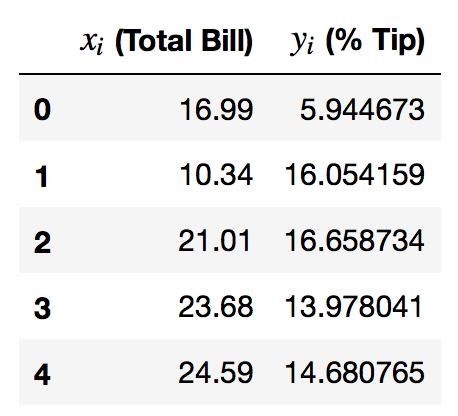 xᵢ (Total Bill) yᵢ (% Tip)
0 16.99 5.944673
1 10.34 16.054159
2 21.01 16.658734
3 23.68 13.978041
4 24.59 14.680765